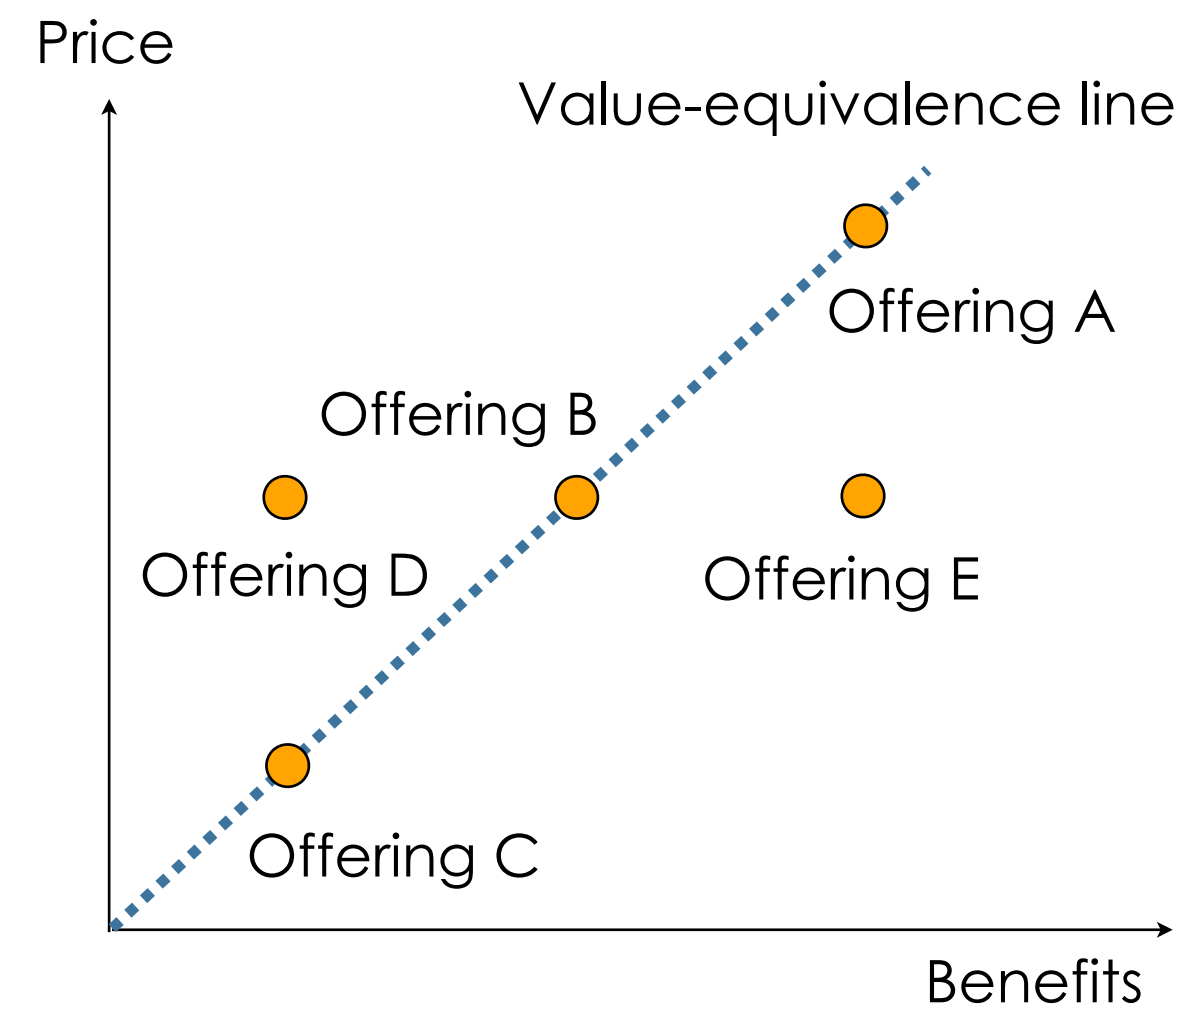 Price
Value-equivalence line
Offering A
Offering B
Offering D
Offering E
Offering C
Benefits